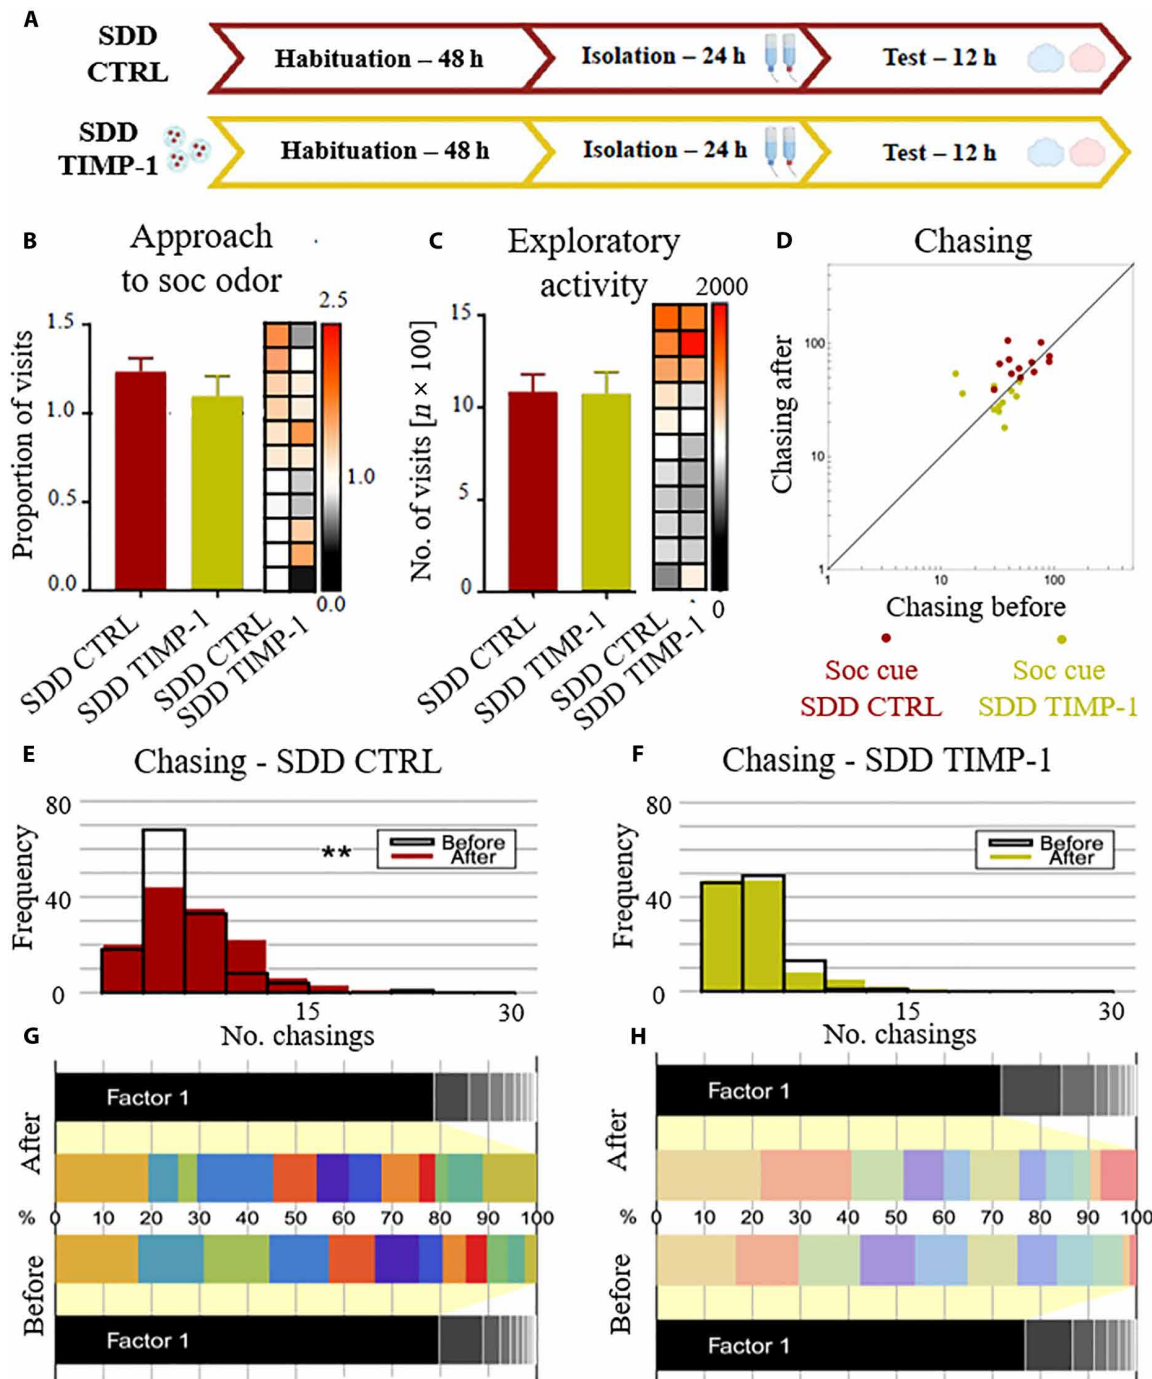 A
SDD
CTRL
Habituation – 48 h
Isolation – 24 h
Test – 12 h
SDD
TIMP-1
Habituation – 48 h
Isolation – 24 h
Test – 12 h
B
Approach
to soc odor
Proportion of visits
1.5
1.0
0.5
0.0
2.5
1.0
0.0
SDD CTRL
SDD TIMP-1
SDD CTRL
SDD TIMP-1
C
Exploratory
activity
No. of visits [n × 100]
15
10
5
0
2000
0
SDD CTRL
SDD TIMP-1
SDD CTRL
SDD TIMP-1
D
Chasing
Chasing after
100
10
1
1
10
100
Chasing before
Soc cue
SDD CTRL
Soc cue
SDD TIMP-1
E
Chasing - SDD CTRL
Frequency
80
40
0
**
Before
After
15
30
No. chasings
F
Chasing - SDD TIMP-1
Frequency
80
40
0
Before
After
15
30
No. chasings
G
After
Factor 1
% 0 10 20 30 40 50 60 70 80 90 100
Before
Factor 1
H
After
Factor 1
% 0 10 20 30 40 50 60 70 80 90 100
Before
Factor 1